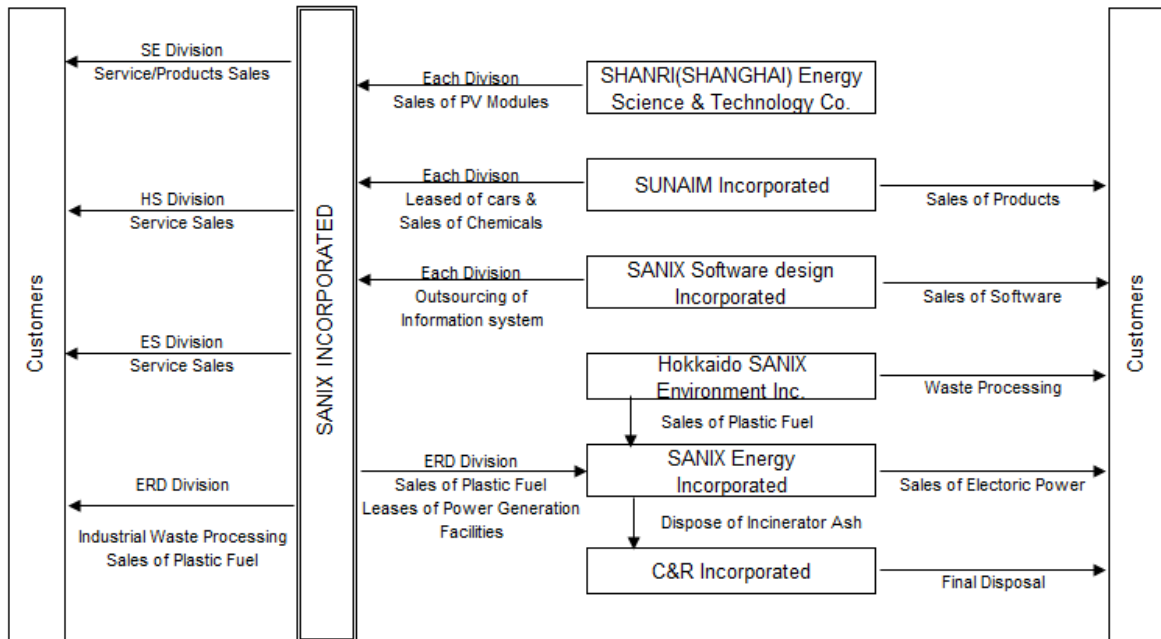 Customers
SE Division
Service/Products Sales
HS Division
Service Sales
ES Division
Service Sales
ERD Division
Industrial Waste Processing
Sales of Plastic Fuel
SANIX INCORPORATED
Each Divison
Sales of PV Modules
Each Divison
Leased of cars &
Sales of Chemicals
Each Division
Outsourcing of
Information system
ERD Division
Sales of Plastic Fuel
Leases of Power Generation
Facilities
SHANRI(SHANGHAI) Energy
Science & Technology Co.
SUNAIM Incorporated
SANIX Software design
Incorporated
Hokkaido SANIX
Environment Inc.
Sales of Plastic Fuel
SANIX Energy
Incorporated
Dispose of Incinerator Ash
C&R Incorporated
Sales of Products
Sales of Software
Waste Processing
Sales of Electoric Power
Final Disposal
Customers